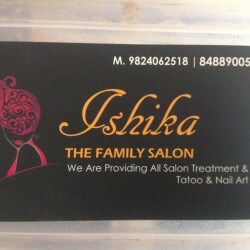 M. 9824062518 | 84889005
Ishika
THE FAMILY SALON
We Are Providing All Salon Treatment &
Tatoo & Nail Art